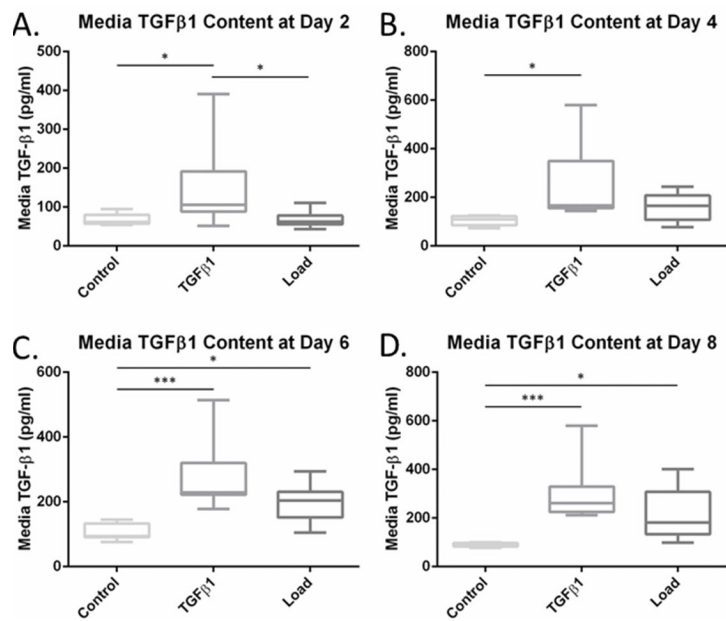 A.
Media TGFβ1 Content at Day 2
Media TGF-β1 (pg/ml)
500
400
300
200
100
0
*
*
Control
TGFβ1
Load
B.
Media TGFβ1 Content at Day 4
Media TGF-β1 (pg/ml)
800
600
400
200
0
*
Control
TGFβ1
Load
C.
Media TGFβ1 Content at Day 6
Media TGF-β1 (pg/ml)
600
400
200
0
*
***
Control
TGFβ1
Load
D.
Media TGFβ1 Content at Day 8
Media TGF-β1 (pg/ml)
800
600
400
200
0
*
***
Control
TGFβ1
Load